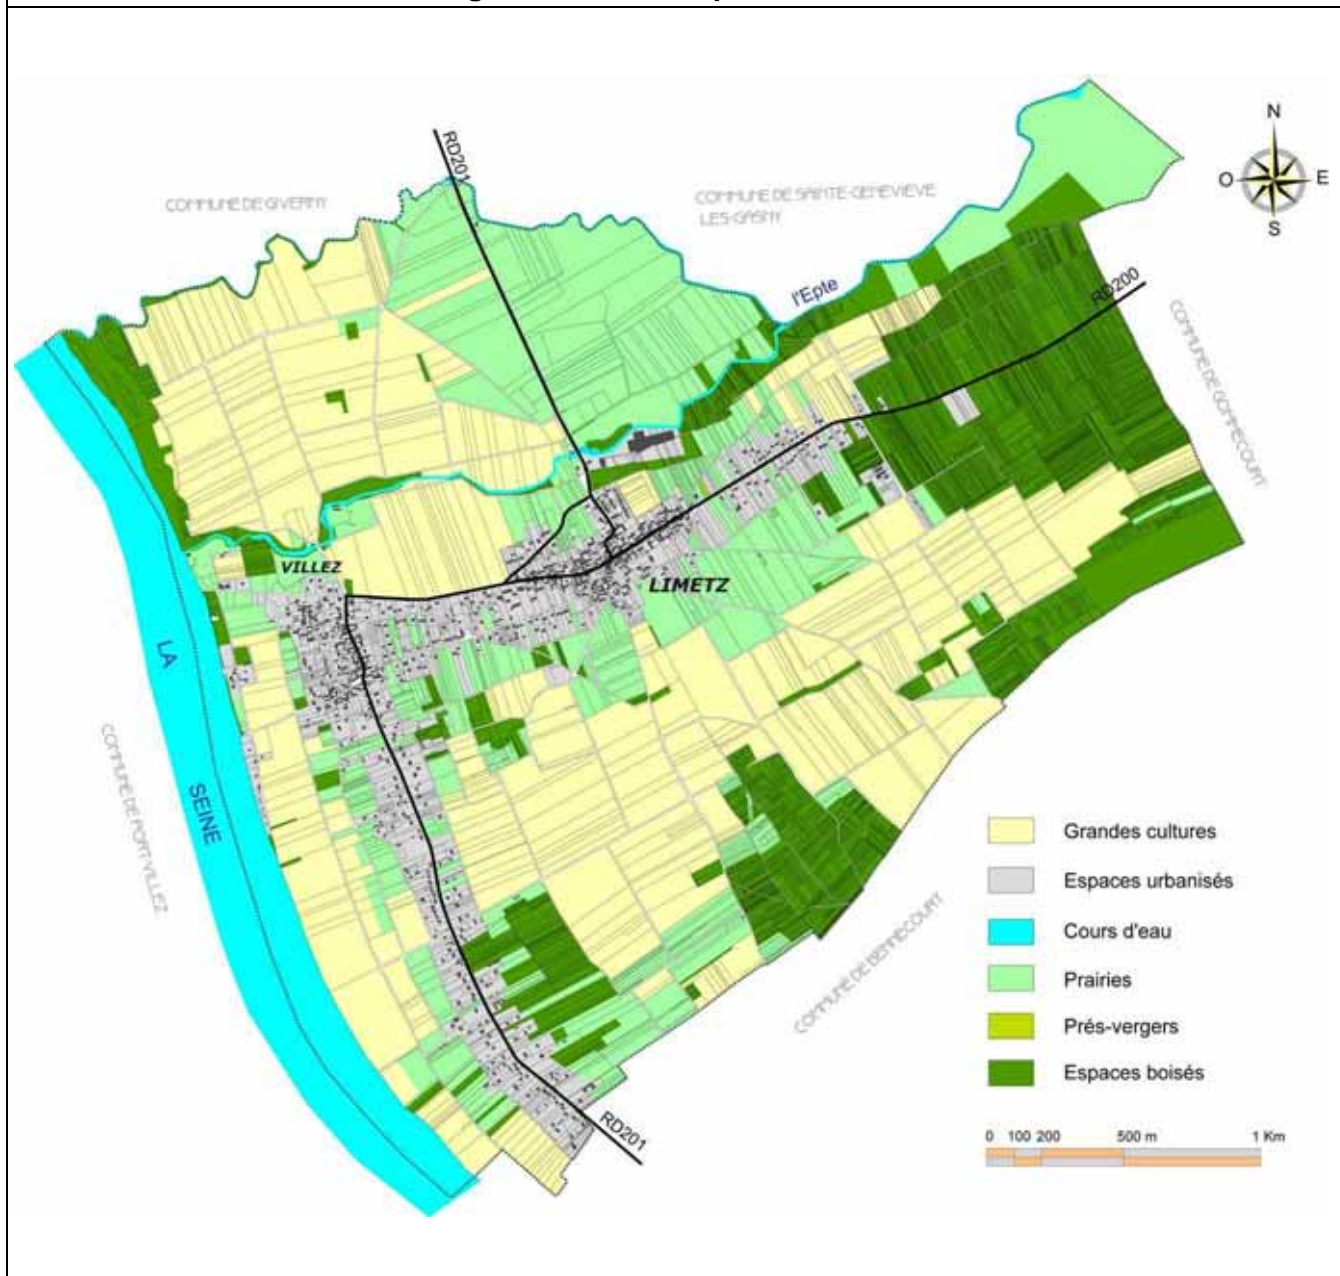 N
O
E
S
RD201
COMMUNE DE GIVERNY
COMMUNE DE SAINTE-GENEVIEVE
LES-GASNY
l'Epte
RD200
COMMUNE DE GOMMECOURT
VILLEZ
LIMETZ
LA
SEINE
COMMUNE DE PORT-VILLEZ
COMMUNE DE BENNECOURT
RD201
Grandes cultures
Espaces urbanisés
Cours d'eau
Prairies
Prés-vergers
Espaces boisés
0 100 200 500 m 1 Km